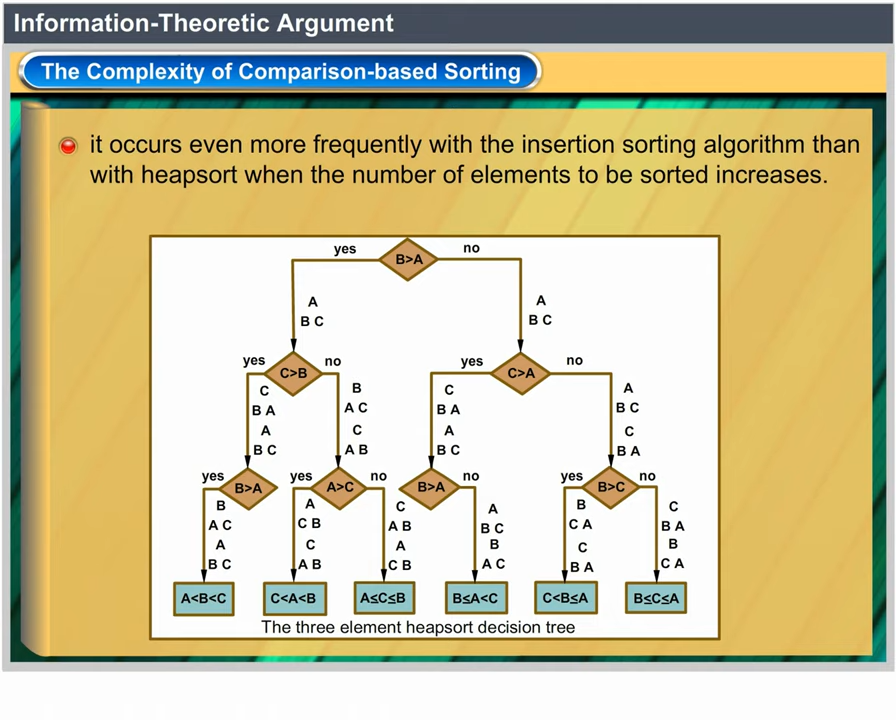 Information-Theoretic Argument
The Complexity of Comparison-based Sorting
it occurs even more frequently with the insertion sorting algorithm than
with heapsort when the number of elements to be sorted increases.
yes B>A no
A A
B C B C
yes C>B no yes C>A no
C B C A
B A A C B A B C
A C A C
B C A B B C B A
yes B>A yes A>C no B>A no yes B>C no
B A C A B C
A C C B A B B C C A B A
A C A B C B
B C A B C B A C B A C A
A<B<C C<A<B A≤C≤B B≤A<C C<B≤A B≤C≤A
The three element heapsort decision tree